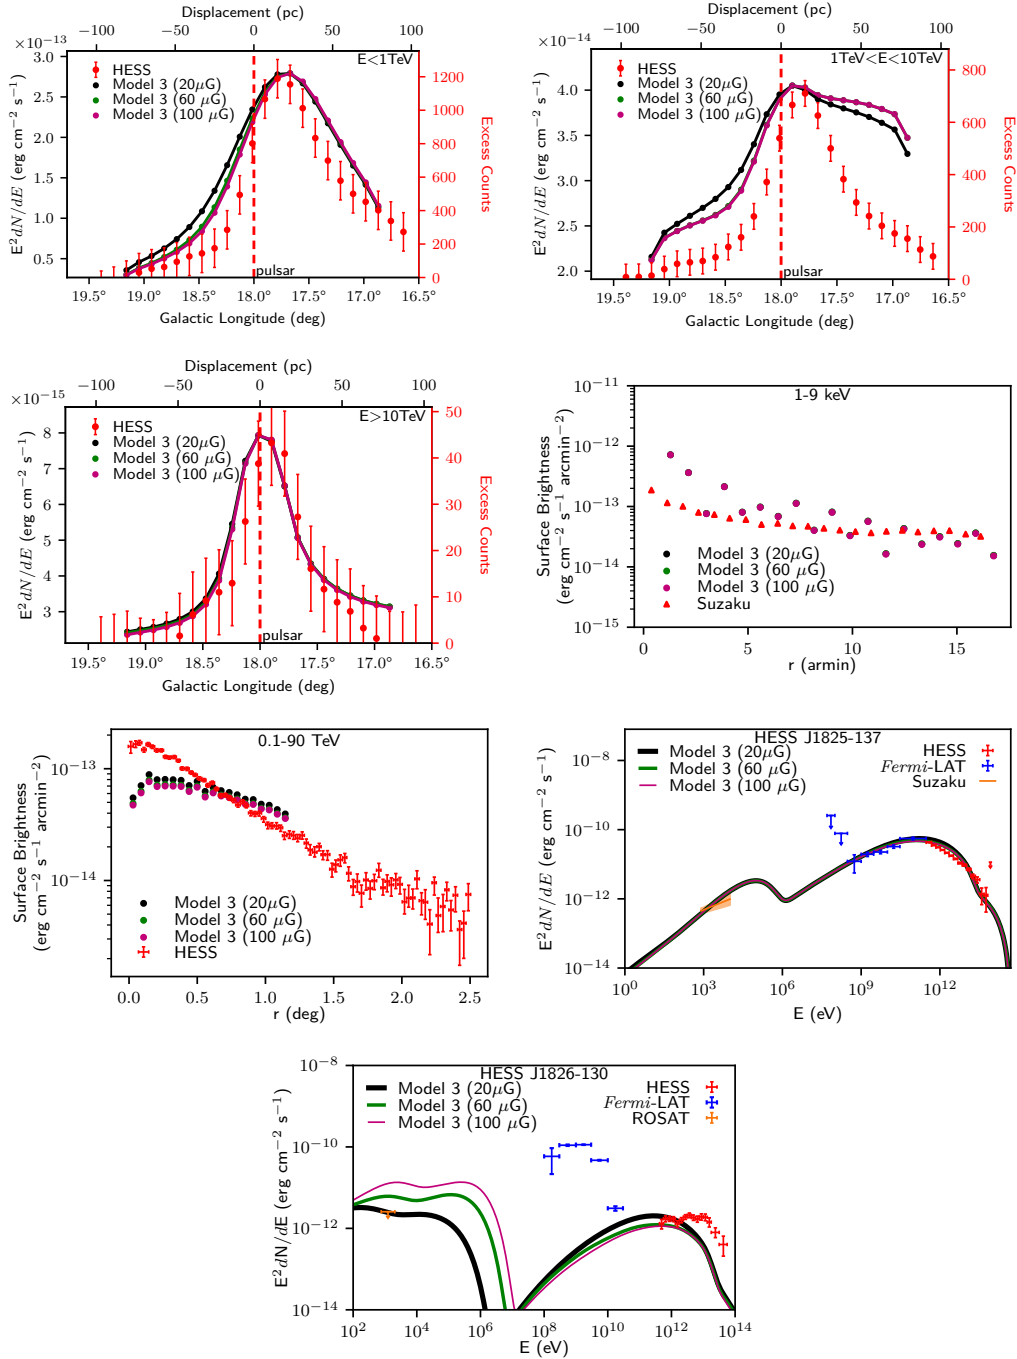 Displacement (pc)
−100 −50 0 50 100
×10−13
E<1TeV
HESS
Model 3 (20μG)
Model 3 (60 μG)
Model 3 (100 μG)
3.0
2.5
2.0
1.5
1.0
0.5
E2dN/dE (erg cm−2 s−1)
1200
1000
800
600
400
200
0
Excess Counts
pulsar
19.5° 19.0° 18.5° 18.0° 17.5° 17.0° 16.5°
Galactic Longitude (deg)
Displacement (pc)
−100 −50 0 50 100
×10−14
1TeV<E<10TeV
HESS
Model 3 (20μG)
Model 3 (60 μG)
Model 3 (100 μG)
4.0
3.5
3.0
2.5
2.0
E2dN/dE (erg cm−2 s−1)
800
600
400
200
0
Excess Counts
pulsar
19.5° 19.0° 18.5° 18.0° 17.5° 17.0° 16.5°
Galactic Longitude (deg)
Displacement (pc)
−100 −50 0 50 100
×10−15
E>10TeV
HESS
Model 3 (20μG)
Model 3 (60 μG)
Model 3 (100 μG)
8
7
6
5
4
3
E2dN/dE (erg cm−2 s−1)
50
40
30
20
10
0
Excess Counts
pulsar
19.5° 19.0° 18.5° 18.0° 17.5° 17.0° 16.5°
Galactic Longitude (deg)
1-9 keV
10−11
10−12
10−13
10−14
10−15
Surface Brightness
(erg cm−2 s−1 arcmin−2)
Model 3 (20μG)
Model 3 (60 μG)
Model 3 (100 μG)
Suzaku
0 5 10 15
r (armin)
0.1-90 TeV
10−13
10−14
Surface Brightness
(erg cm−2 s−1 arcmin−2)
Model 3 (20μG)
Model 3 (60 μG)
Model 3 (100 μG)
HESS
0.0 0.5 1.0 1.5 2.0 2.5
r (deg)
HESS J1825-137
Model 3 (20μG)
Model 3 (60 μG)
Model 3 (100 μG)
HESS
Fermi-LAT
Suzaku
10−8
10−10
10−12
10−14
E2dN/dE (erg cm−2 s−1)
100 103 106 109 1012
E (eV)
HESS J1826-130
Model 3 (20μG)
Model 3 (60 μG)
Model 3 (100 μG)
HESS
Fermi-LAT
ROSAT
10−8
10−10
10−12
10−14
E2dN/dE (erg cm−2 s−1)
102 104 106 108 1010 1012 1014
E (eV)